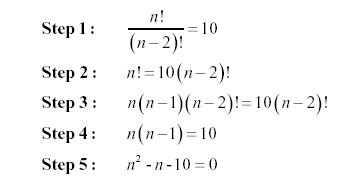 Step 1 : n!/(n−2)! = 10
Step 2 : n! = 10(n−2)!
Step 3 : n(n−1)(n−2)! = 10(n−2)!
Step 4 : n(n−1) = 10
Step 5 : n² - n - 10 = 0